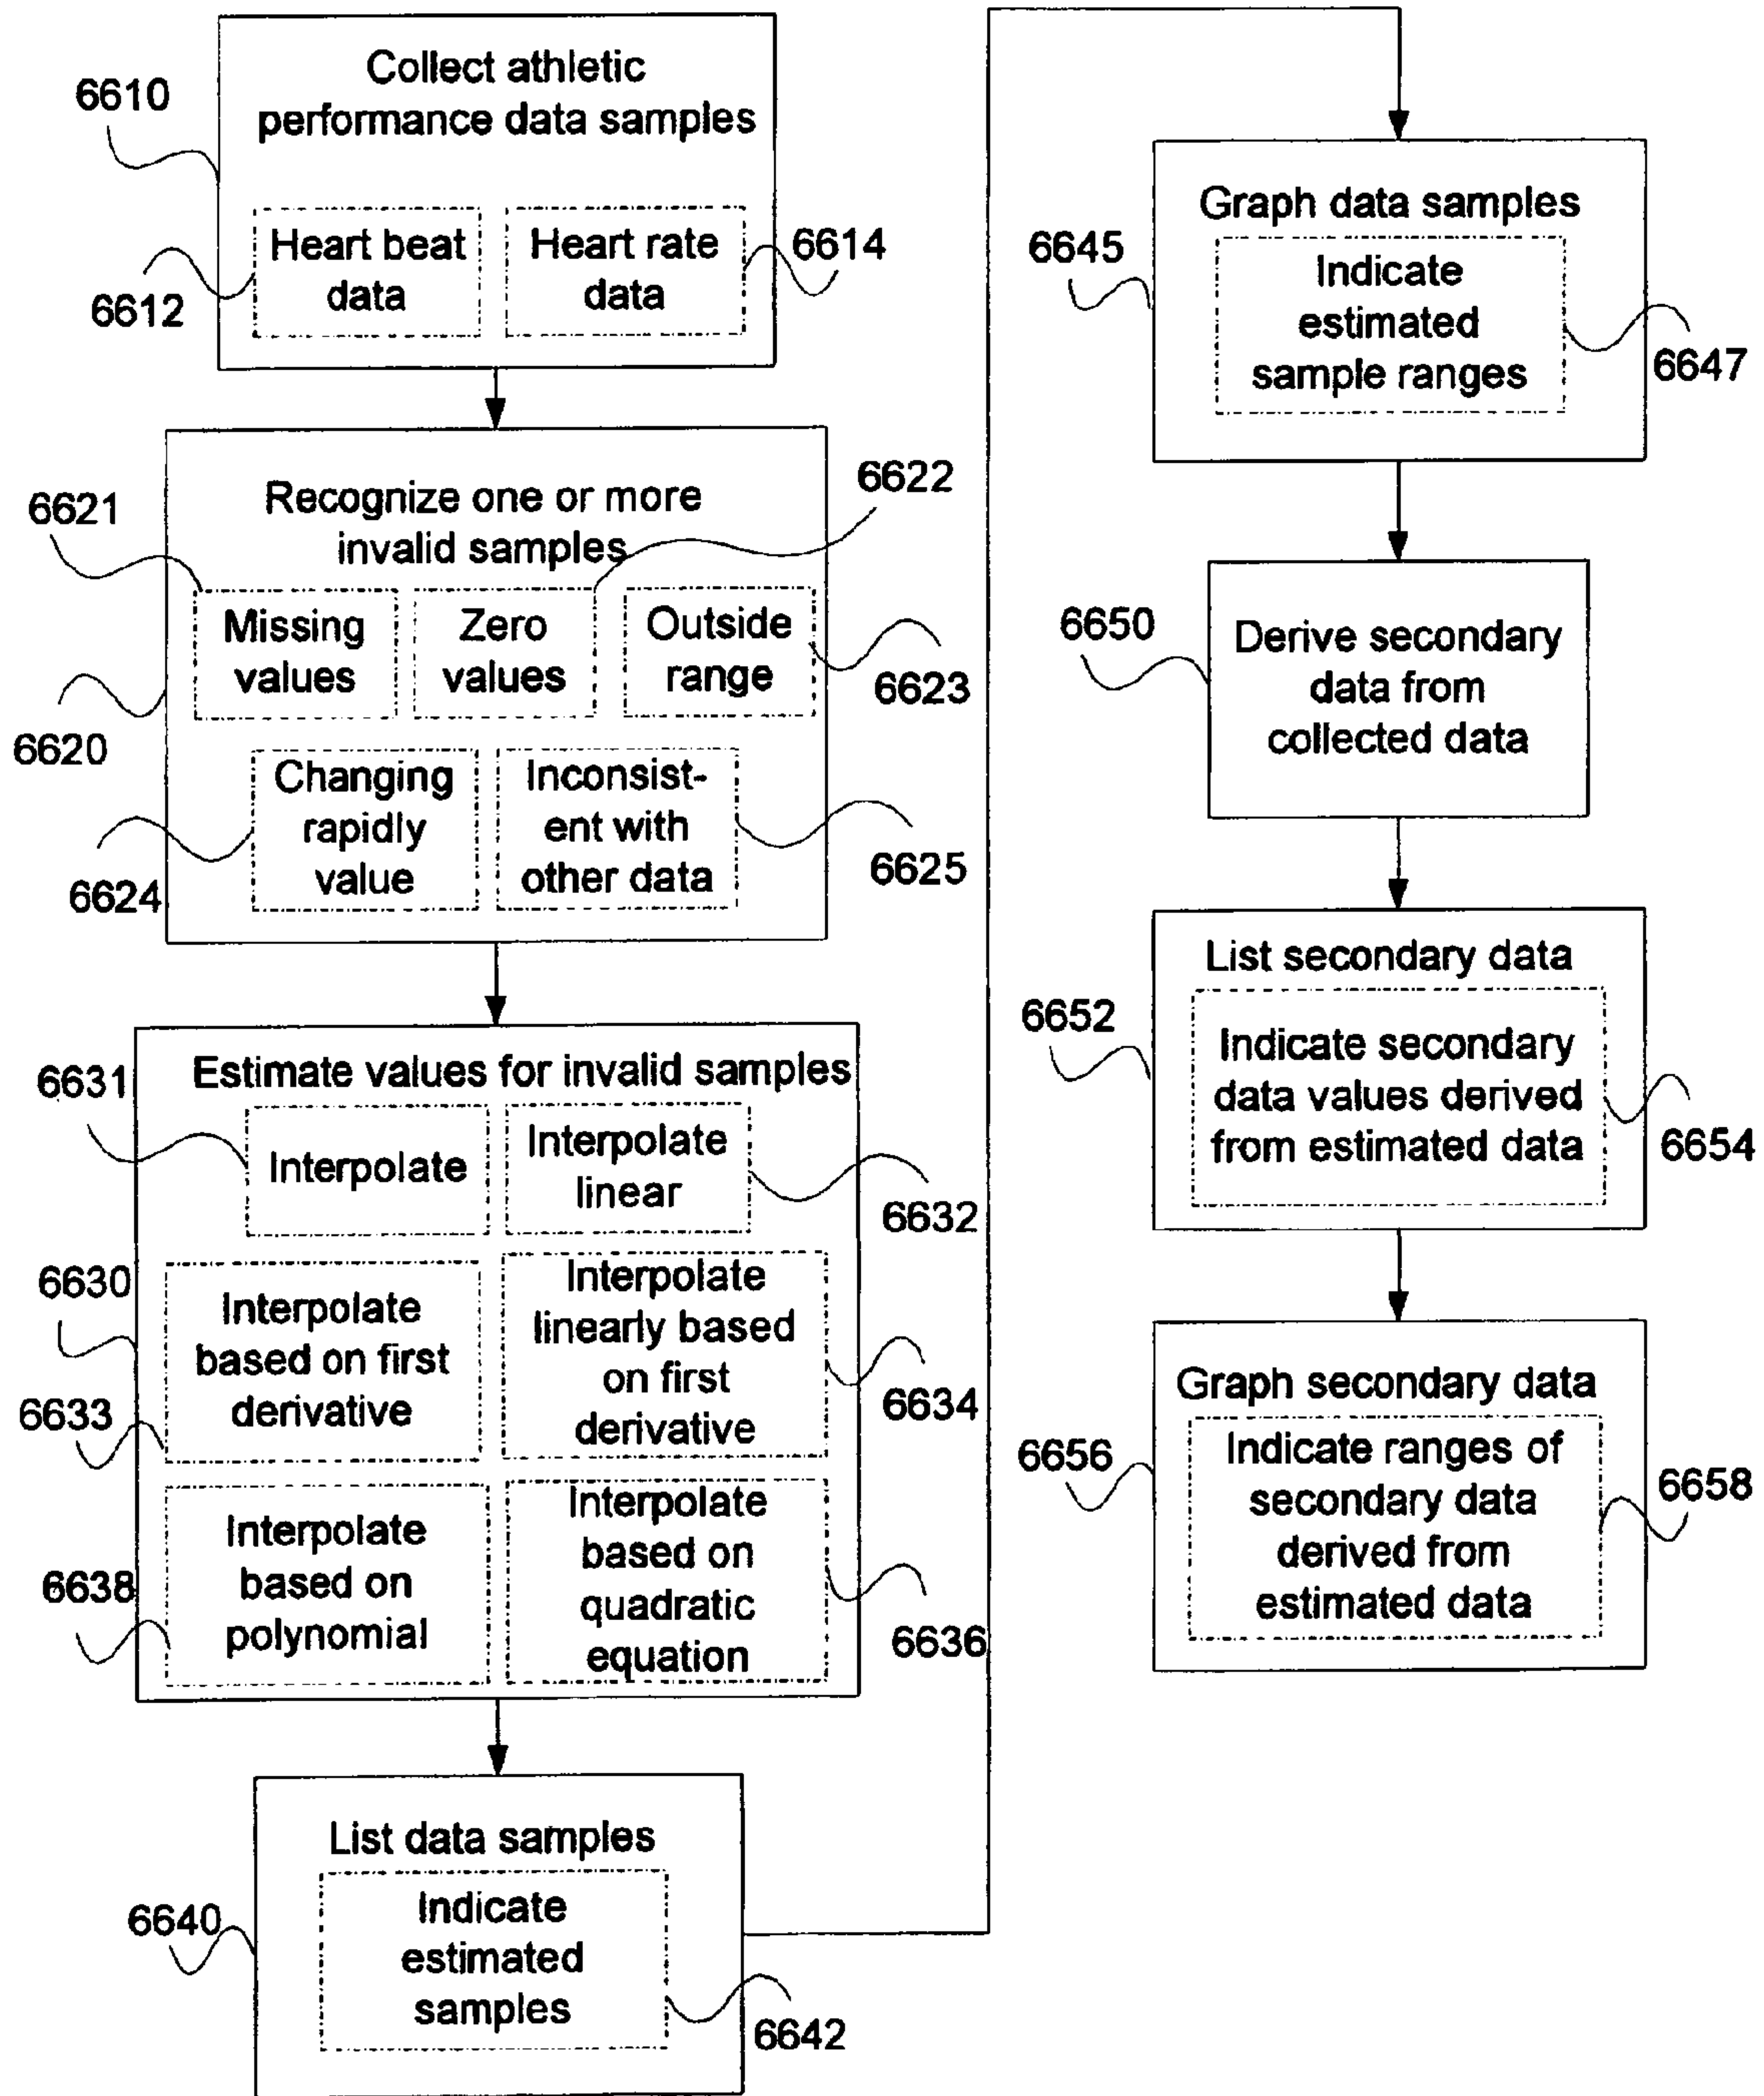 Collect athletic
performance data samples
6610
Heart beat
data
Heart rate
data
6614
6612
Recognize one or more
invalid samples
6621
6622
Missing
values
Zero
values
Outside
range
6623
6620
Changing
rapidly
value
Inconsist-
ent with
other data
6624
6625
Estimate values for invalid samples
6631
Interpolate
Interpolate
linear
6632
6630
Interpolate
based on first
derivative
Interpolate
linearly based
on first
derivative
6633
6634
Interpolate
based on
polynomial
Interpolate
based on
quadratic
equation
6638
6636
List data samples
Indicate
estimated
samples
6640
6642
Graph data samples
6645
Indicate
estimated
sample ranges
6647
6650
Derive secondary
data from
collected data
List secondary data
6652
Indicate secondary
data values derived
from estimated data
6654
Graph secondary data
6656
Indicate ranges of
secondary data
derived from
estimated data
6658